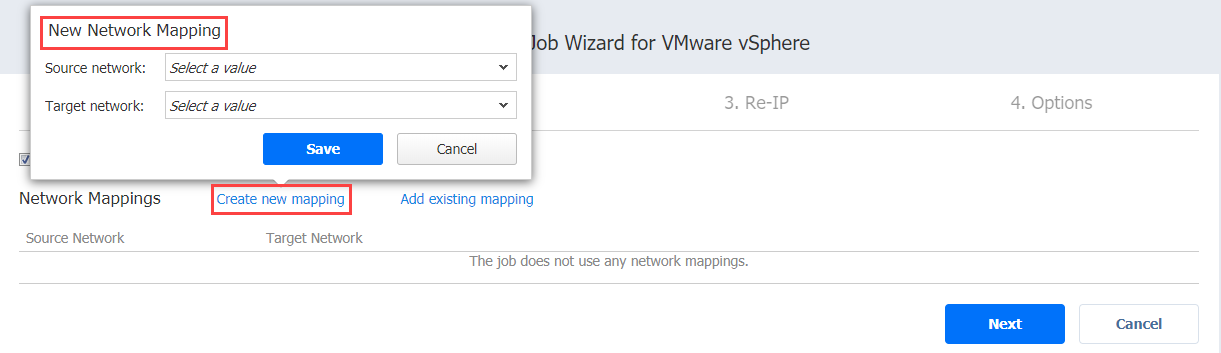 New Network Mapping
Job Wizard for VMware vSphere
Source network: Select a value
Target network: Select a value
3. Re-IP 4. Options
Save Cancel
Network Mappings Create new mapping Add existing mapping
Source Network Target Network
The job does not use any network mappings.
Next Cancel